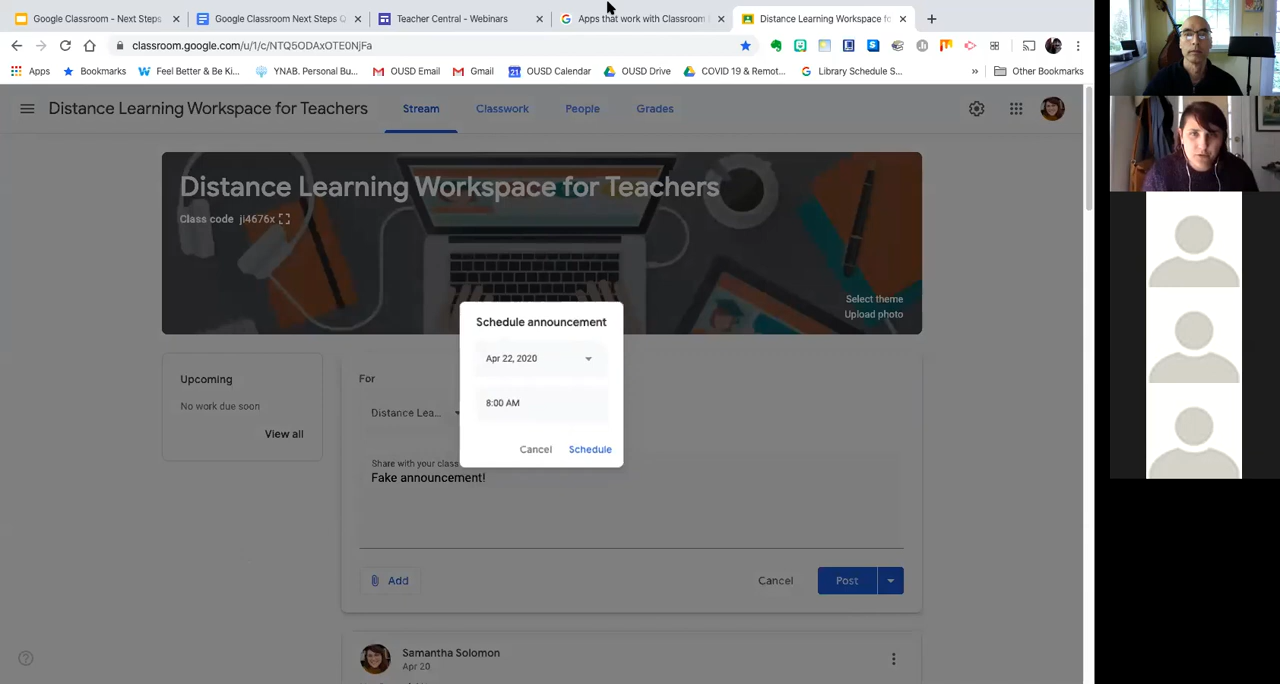 Google Classroom - Next Steps
Google Classroom Next Steps Q
Teacher Central - Webinars
Apps that work with Classroom
Distance Learning Workspace fo
classroom.google.com/u/1/c/NTQ5ODAxOTE0NjFa
Apps
Bookmarks
Feel Better & Be Ki...
YNAB. Personal Bu...
OUSD Email
Gmail
OUSD Calendar
OUSD Drive
COVID 19 & Remot...
Library Schedule S...
»
Other Bookmarks
Distance Learning Workspace for Teachers
Stream
Classwork
People
Grades
Distance Learning Workspace for Teachers
Class code ji4676x
Select theme
Upload photo
Upcoming
No work due soon
View all
For
Distance Lea...
Share with your class
Fake announcement!
Schedule announcement
Apr 22, 2020
8:00 AM
Cancel
Schedule
Add
Cancel
Post
Samantha Solomon
Apr 20